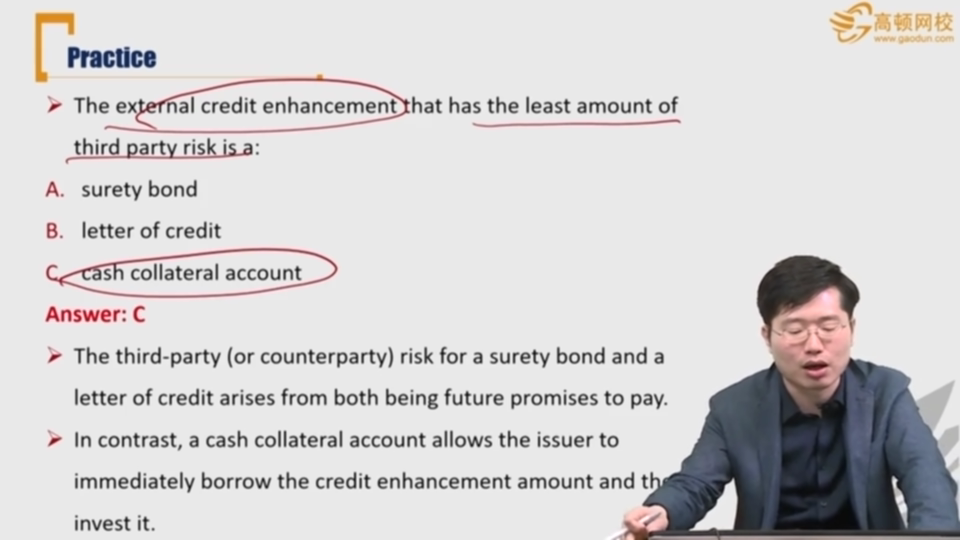 高顿网校
www.gaodun.com
Practice
The external credit enhancement that has the least amount of
third party risk is a:
A. surety bond
B. letter of credit
C. cash collateral account
Answer: C
The third-party (or counterparty) risk for a surety bond and a
letter of credit arises from both being future promises to pay.
In contrast, a cash collateral account allows the issuer to
immediately borrow the credit enhancement amount and
invest it.